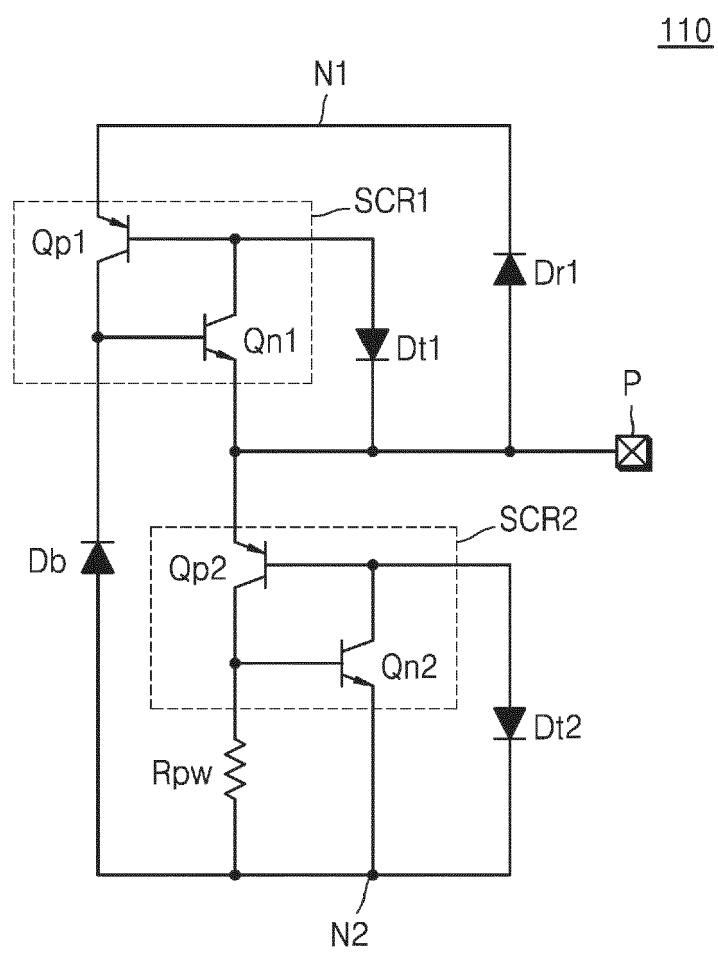 110
N1
SCR1
Qp1
Dr1
Qn1
Dt1
P
SCR2
Db
Qp2
Qn2
Dt2
Rpw
N2